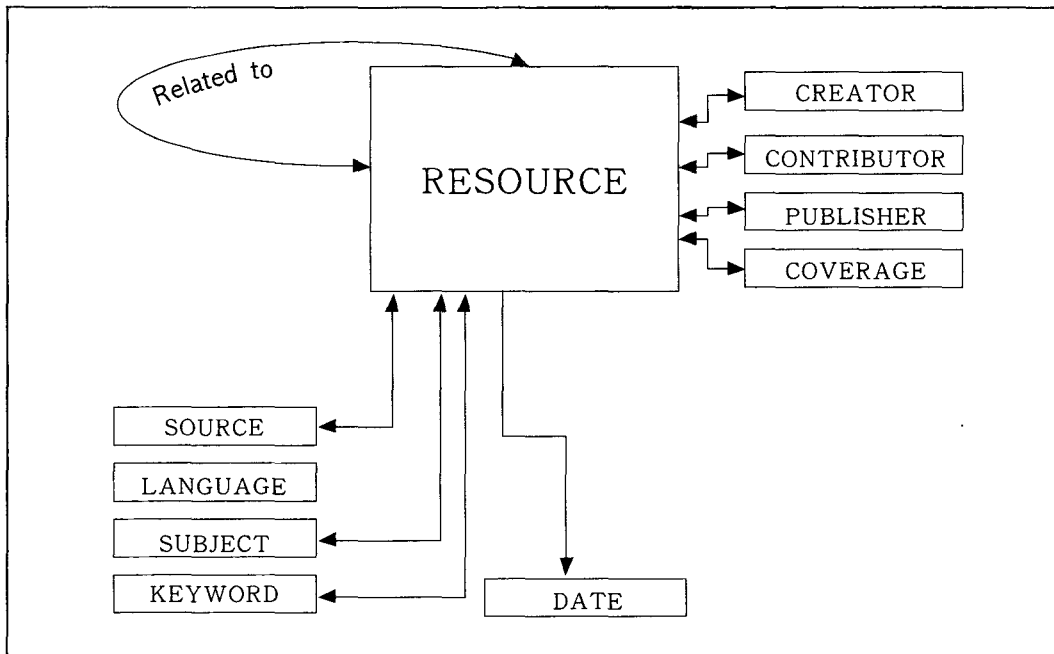 Related to
RESOURCE
CREATOR
CONTRIBUTOR
PUBLISHER
COVERAGE
SOURCE
LANGUAGE
SUBJECT
KEYWORD
DATE